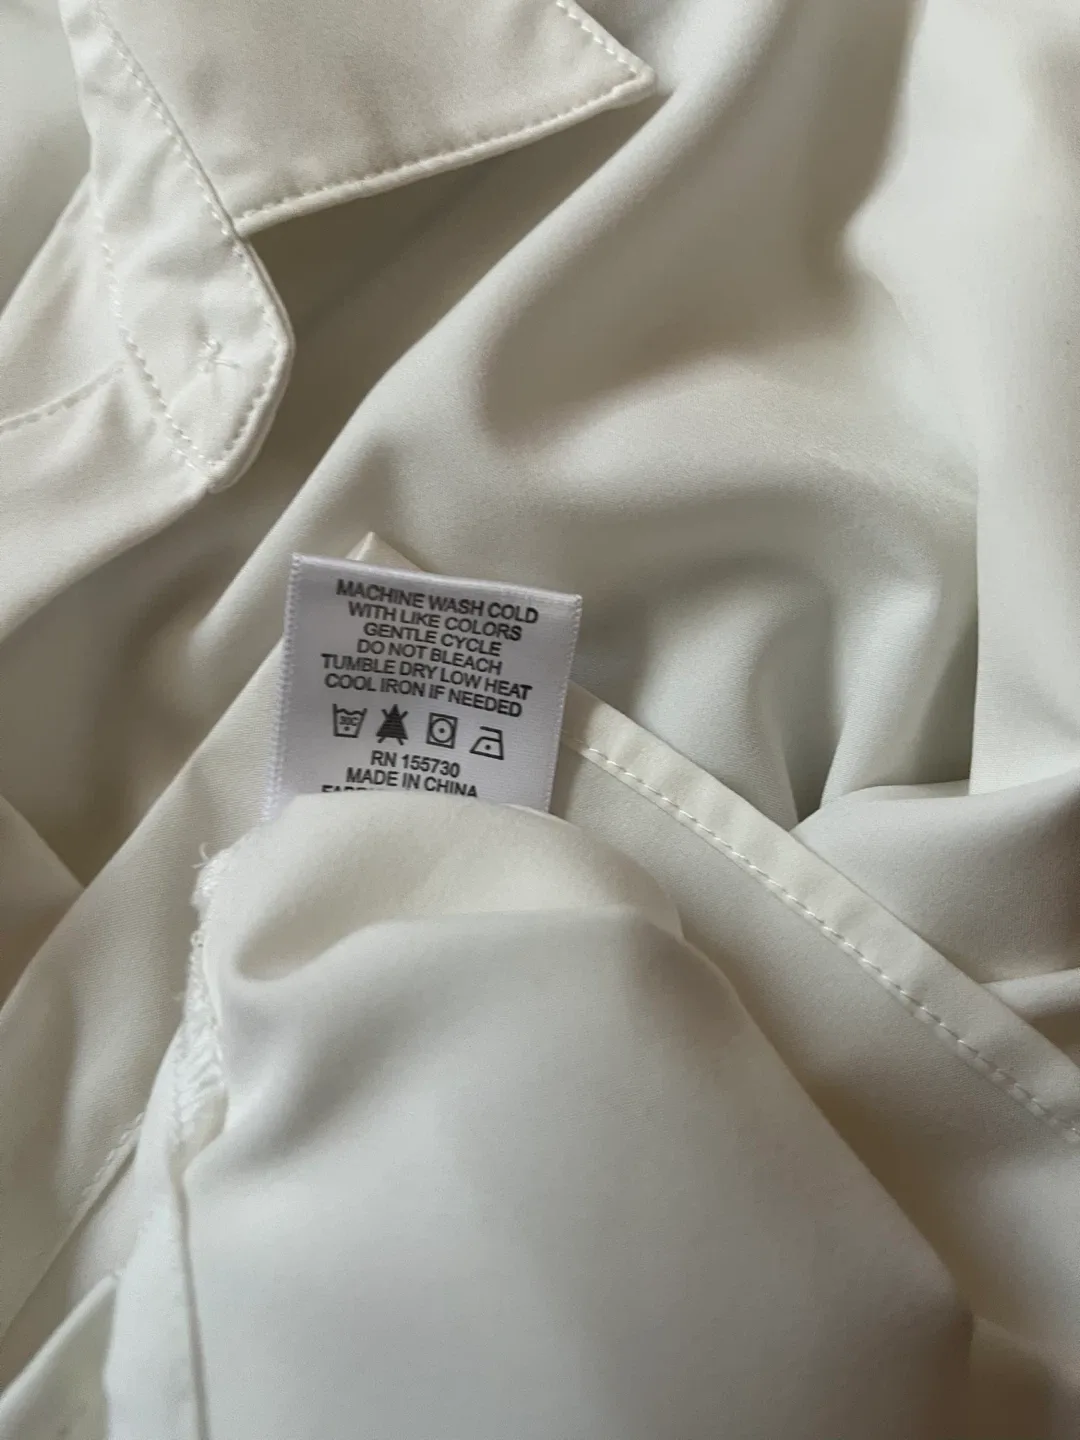 MACHINE WASH COLD
WITH LIKE COLORS
GENTLE CYCLE
DO NOT BLEACH
TUMBLE DRY LOW HEAT
COOL IRON IF NEEDED
30C
RN 155730
MADE IN CHINA